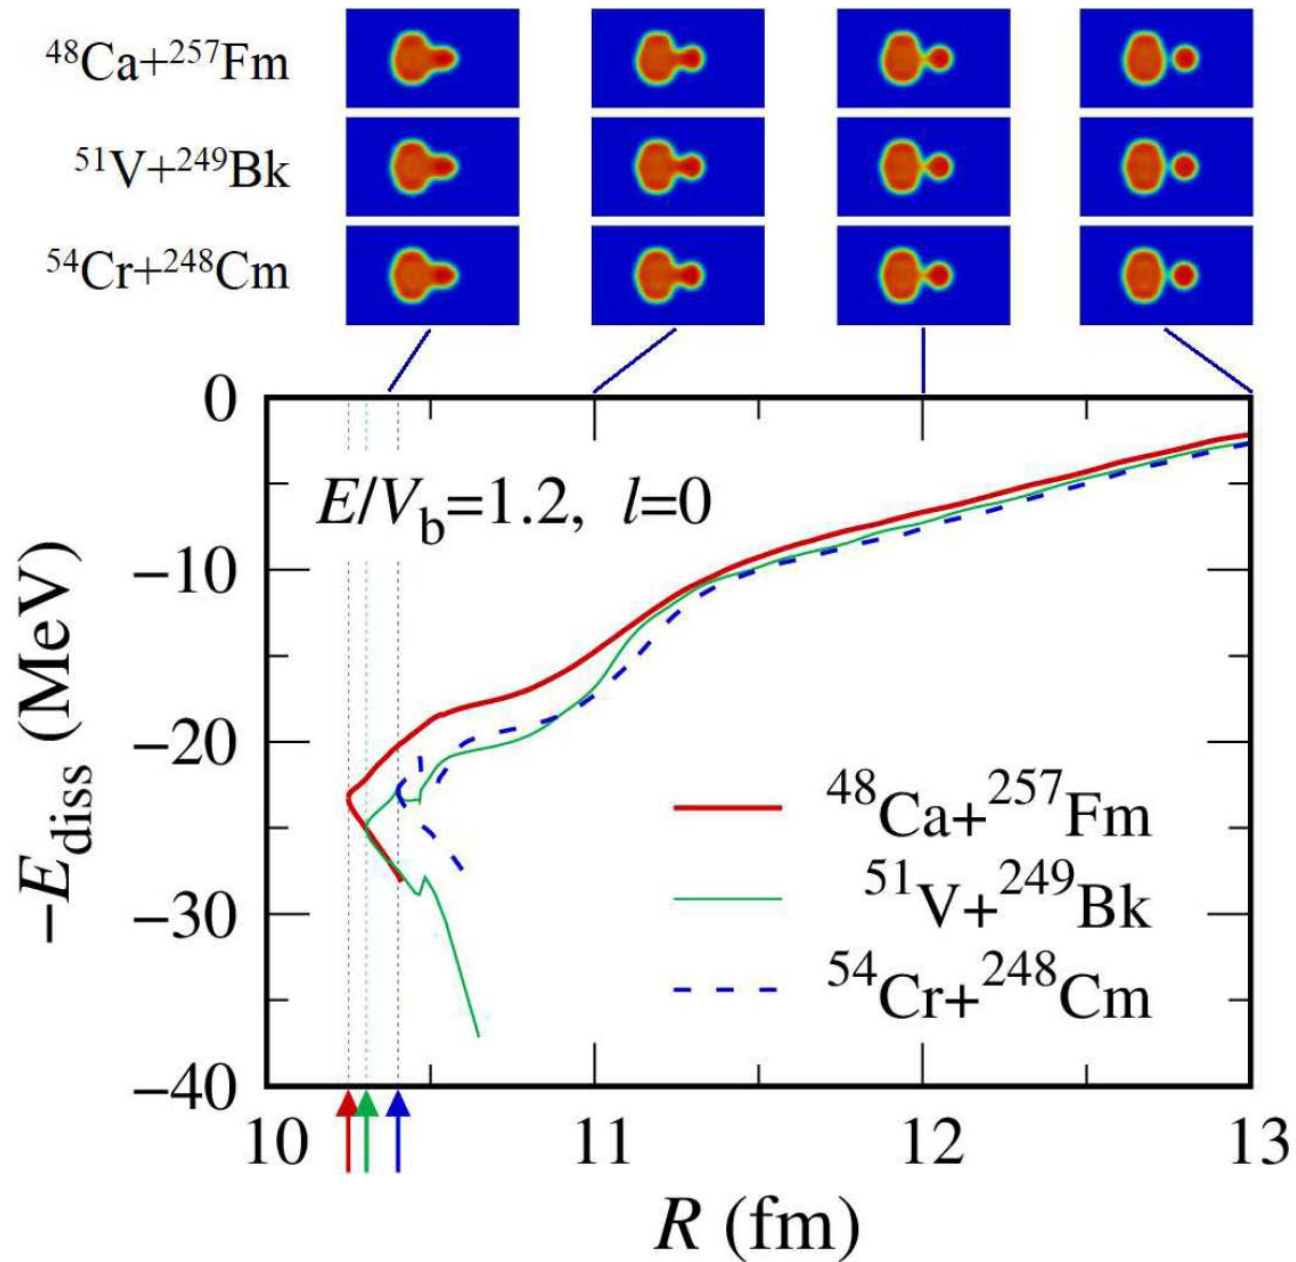 ⁴⁸Ca+²⁵⁷Fm
⁵¹V+²⁴⁹Bk
⁵⁴Cr+²⁴⁸Cm
0
E/V_b=1.2, l=0
−10
−20
−30
−40
−E_diss (MeV)
⁴⁸Ca+²⁵⁷Fm
⁵¹V+²⁴⁹Bk
⁵⁴Cr+²⁴⁸Cm
10 11 12 13
R (fm)